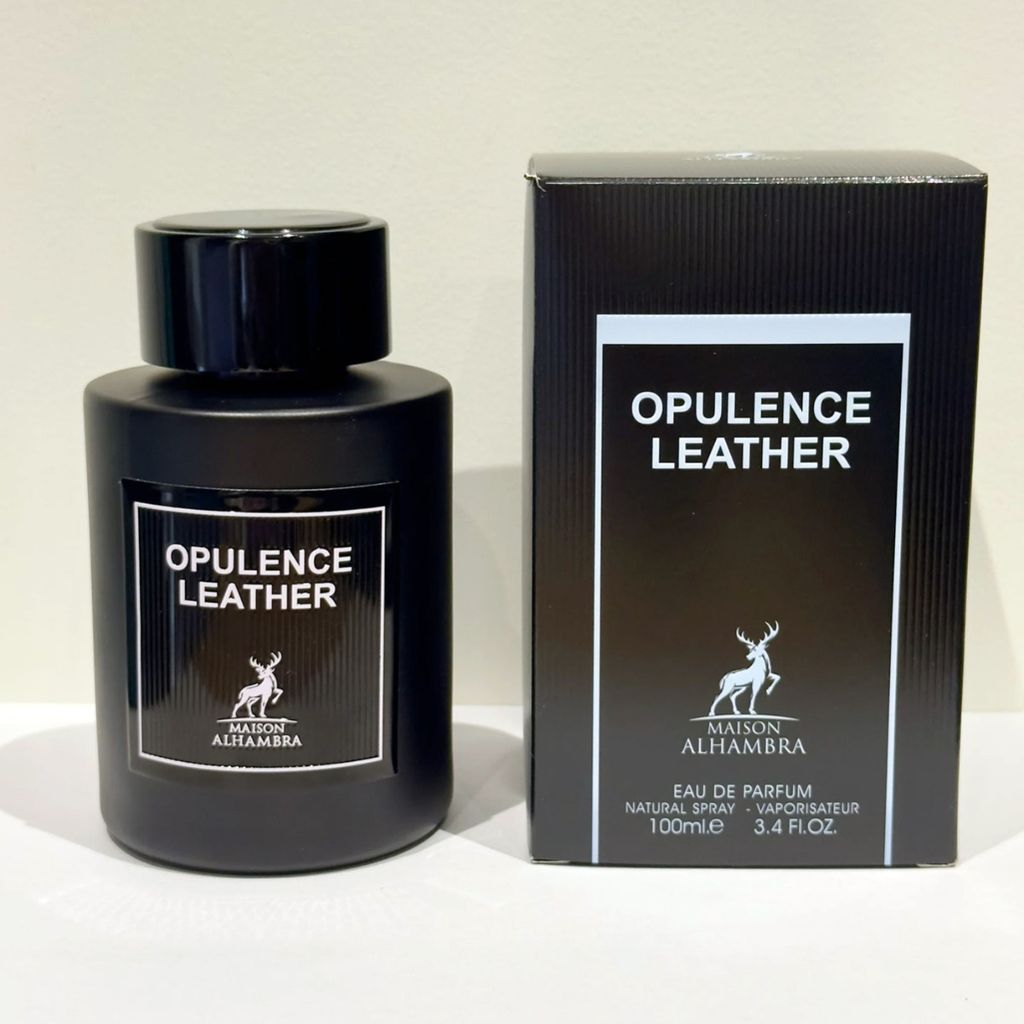 OPULENCE
LEATHER
MAISON
ALHAMBRA
OPULENCE
LEATHER
MAISON
ALHAMBRA
EAU DE PARFUM
NATURAL SPRAY - VAPORISATEUR
100ml.e 3.4 Fl.OZ.